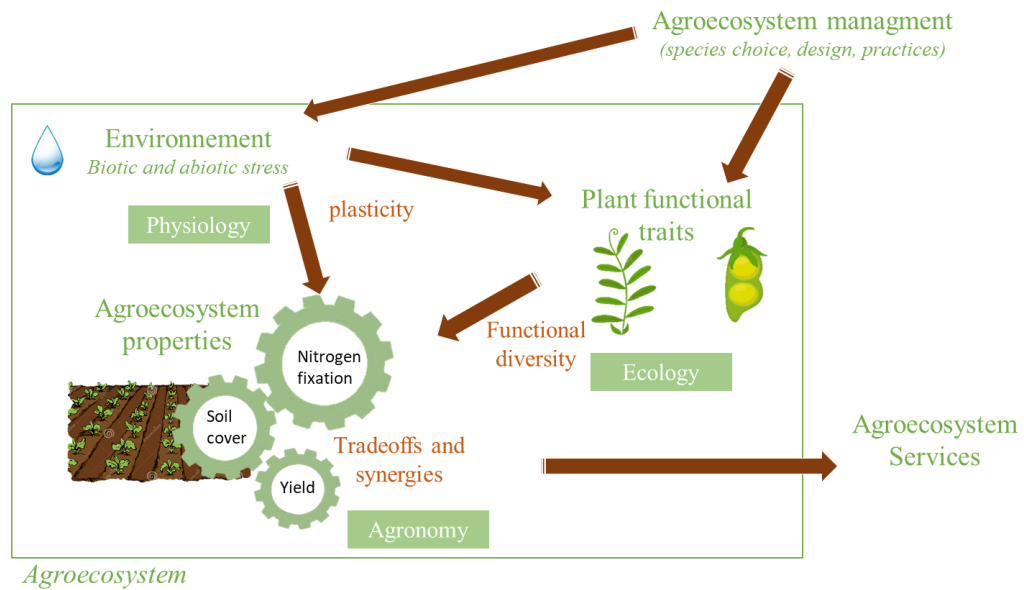 Agroecosystem managment
(species choice, design, practices)
Environnement
Biotic and abiotic stress
Physiology
plasticity
Plant functional
traits
Agroecosystem
properties
Nitrogen
fixation
Functional
diversity
Ecology
Soil
cover
Tradeoffs and
synergies
Yield
Agronomy
Agroecosystem
Services
Agroecosystem